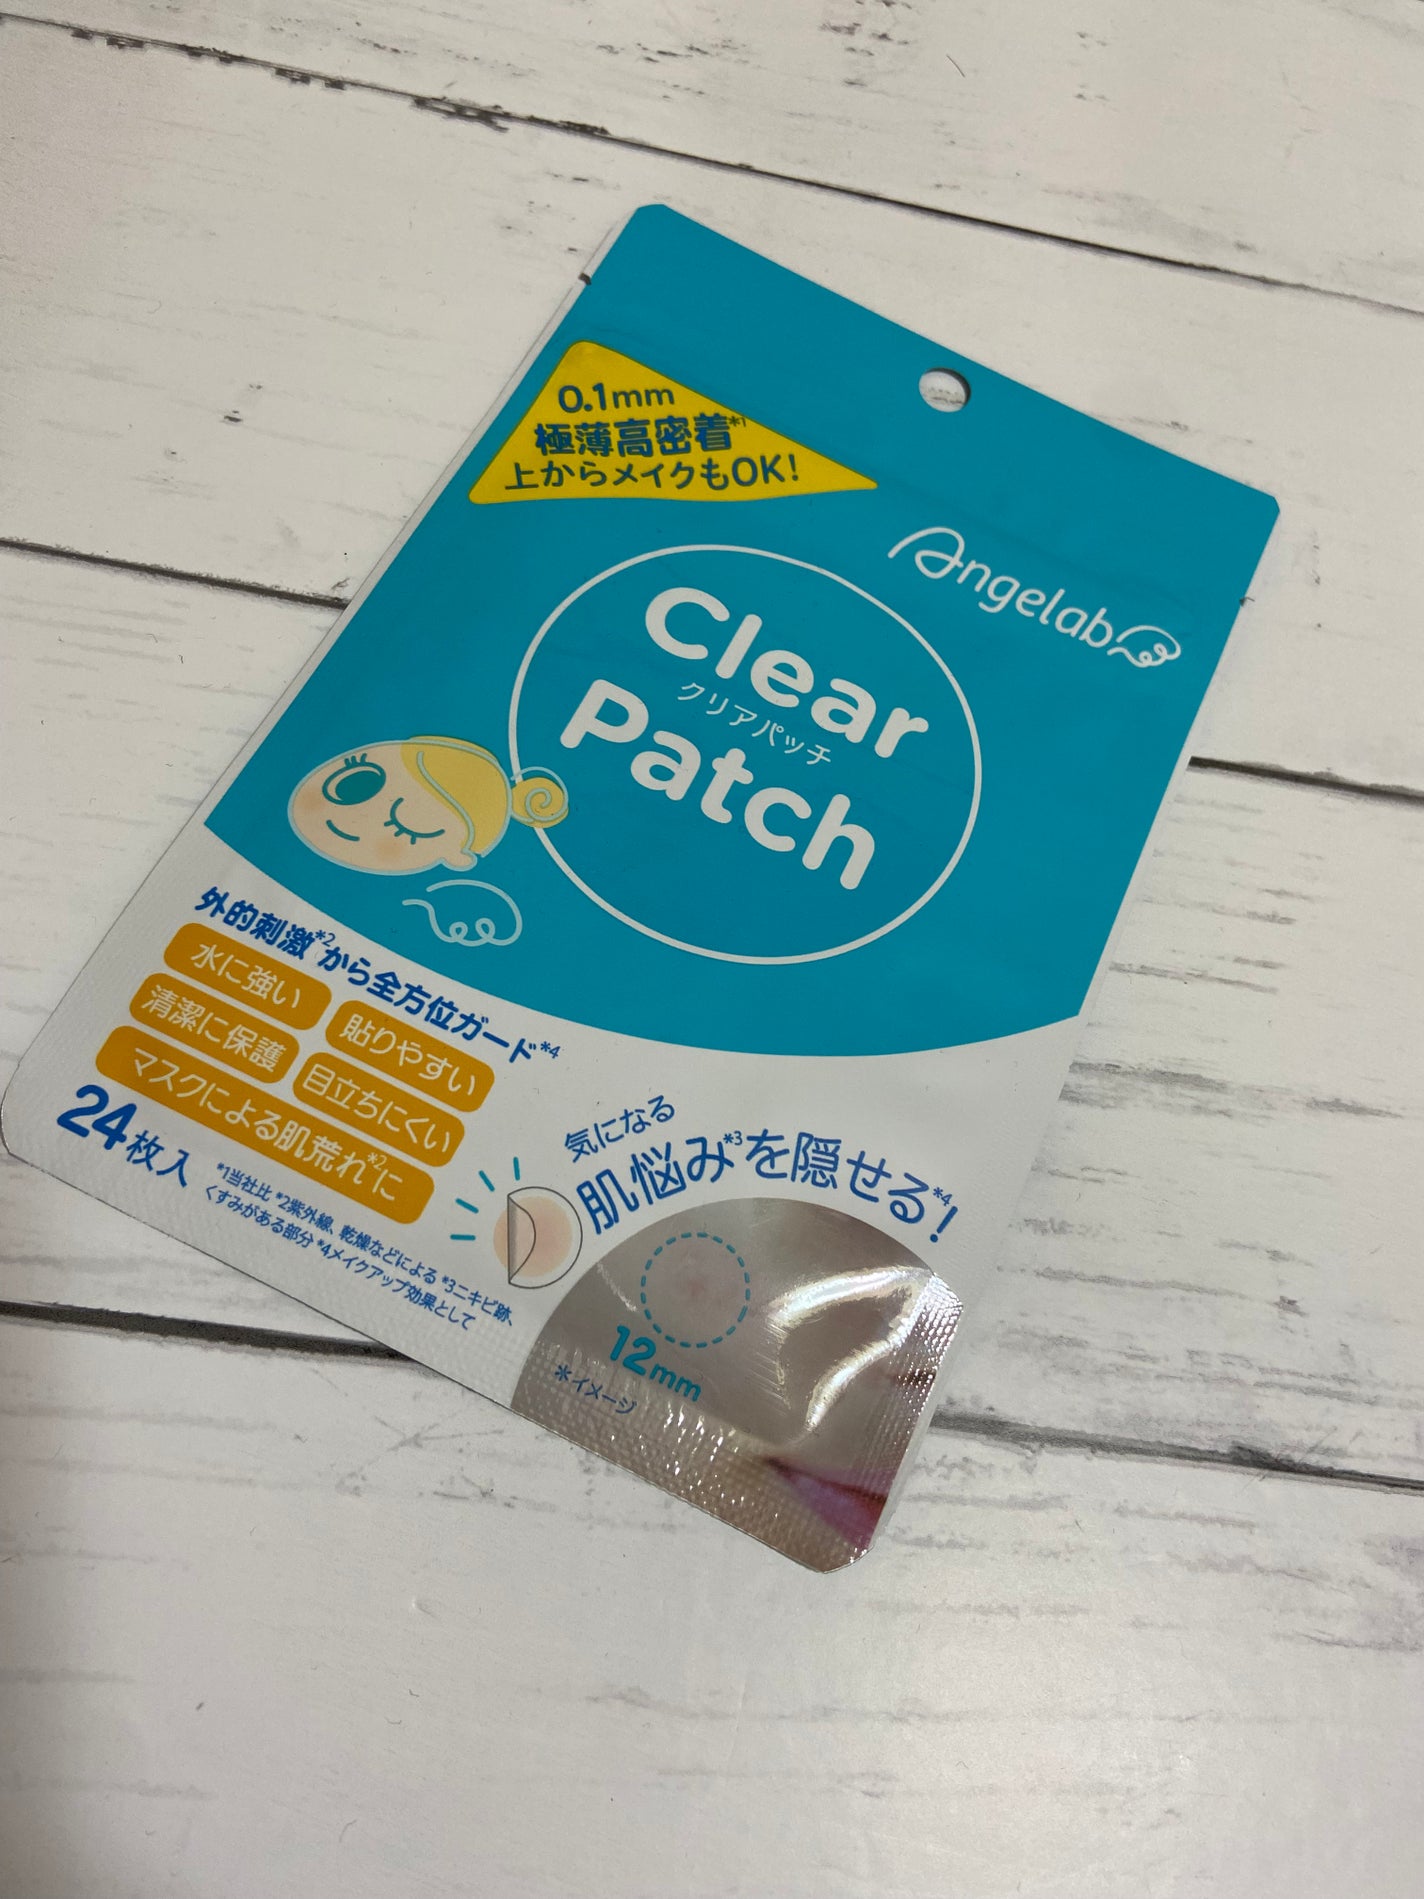 0.1mm
極薄高密着*1
上からメイクもOK!
Angelab
Clear
クリアパッチ
Patch
外的刺激*2から全方位ガード*4
水に強い
貼りやすい
清潔に保護
目立ちにくい
マスクによる肌荒れ*2に
24枚入
*1当社比 *2紫外線、乾燥などによる *3ニキビ跡、
くすみがある部分 *4メイクアップ効果として
気になる
肌悩み*3を隠せる*4!
12mm
*イメージ